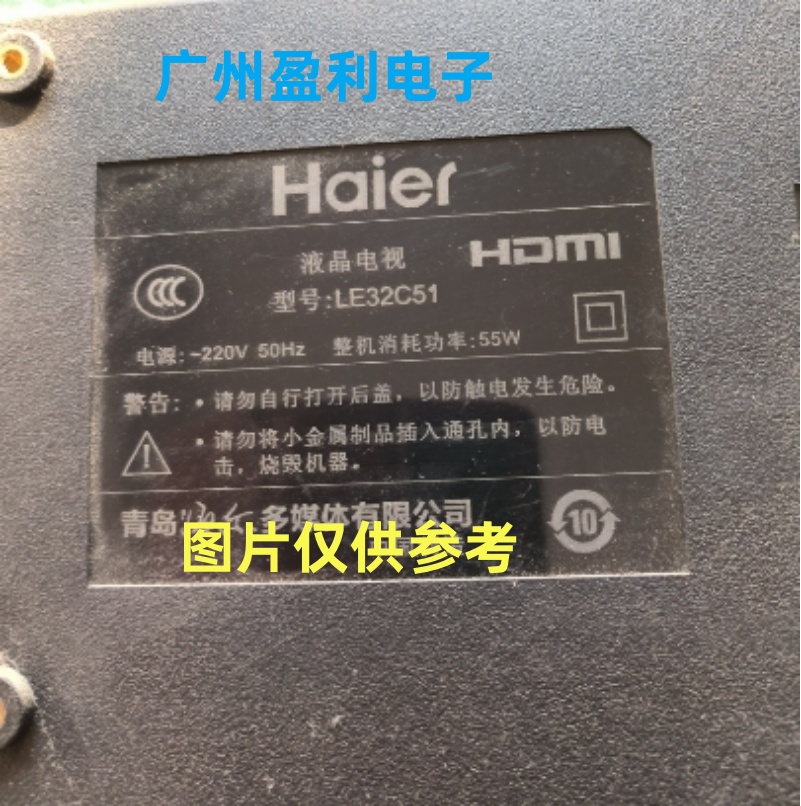 广州盈利电子
Haier
液晶电视
HDMI
型号:LE32C51
电源:~220V 50Hz 整机消耗功率:55W
警告:·请勿自行打开后盖，以防触电发生危险。
·请勿将小金属制品插入通孔内，以防电
击，烧毁机器。
青岛 多媒体有限公司
10
图片仅供参考